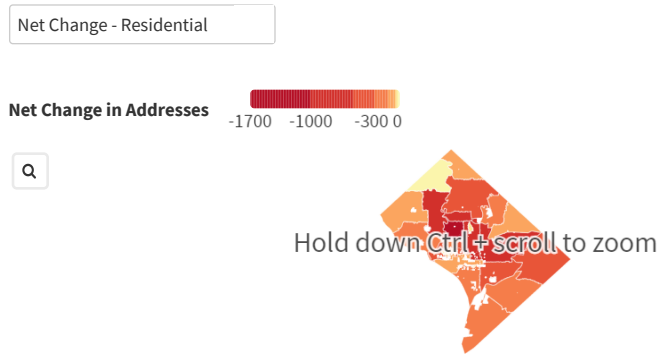 Net Change - Residential
Net Change in Addresses
-1700 -1000 -300 0
Hold down Ctrl + scroll to zoom